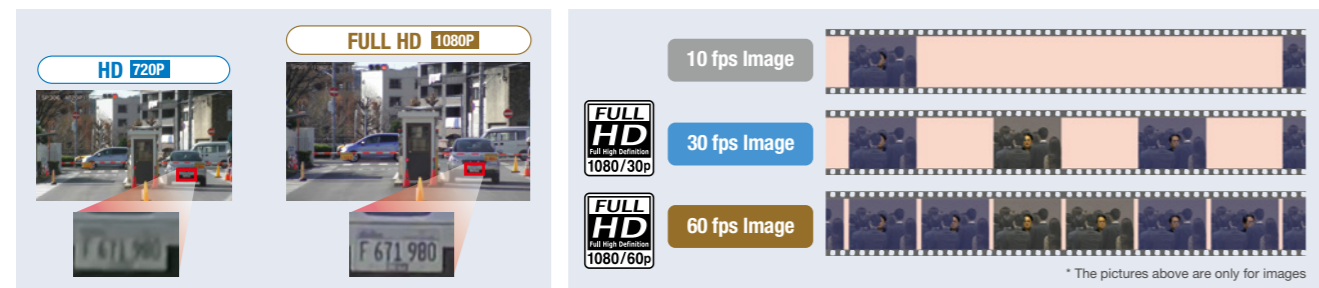 HD 720P
FULL HD 1080P
F 671 980
F 671 980
10 fps Image
FULL
HD
Full High Definition
1080/30p
30 fps Image
FULL
HD
Full High Definition
1080/60p
60 fps Image
* The pictures above are only for images